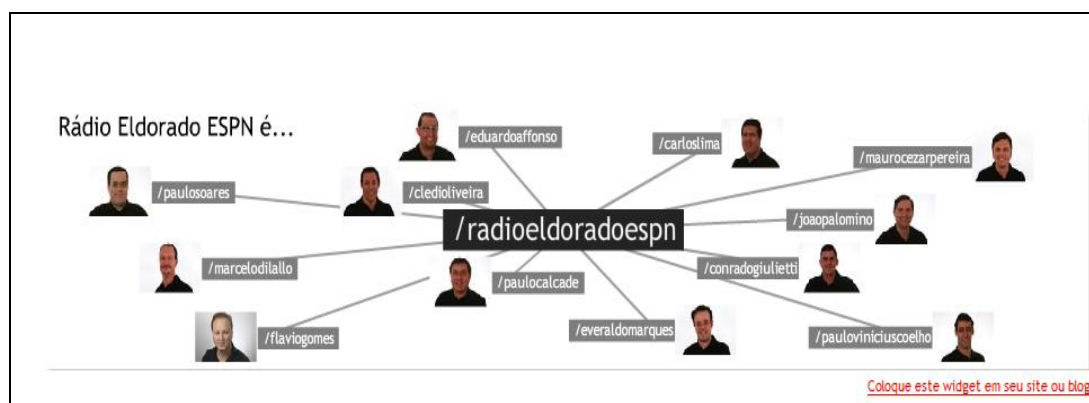 Rádio Eldorado ESPN é...
/eduardoaffonso
/carloslima
/maurocezarpereira
/paulosoares
/cledioliveira
/joaopalomino
/radioeldoradoespn
/marcelodilallo
/paulocalcade
/conradogiulietti
/flaviogomes
/everaldomarques
/pauloviniciuscoelho
Coloque este widget em seu site ou blog